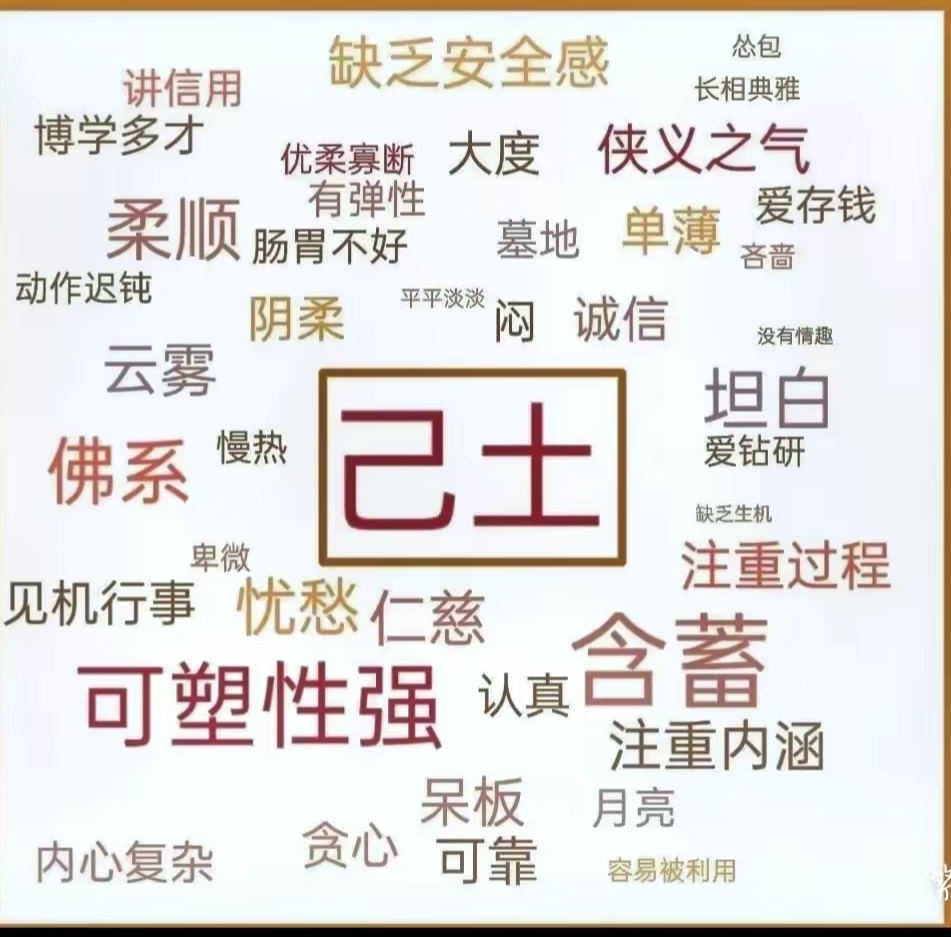 缺乏安全感
怂包
讲信用
长相典雅
博学多才
优柔寡断
大度
侠义之气
有弹性
爱存钱
柔顺
肠胃不好
墓地
单薄
吝啬
动作迟钝
阴柔
平平淡淡
闷
诚信
没有情趣
云雾
坦白
佛系
慢热
己土
爱钻研
缺乏生机
卑微
注重过程
见机行事
忧愁
仁慈
含蓄
可塑性强
认真
注重内涵
呆板
月亮
内心复杂
贪心
可靠
容易被利用